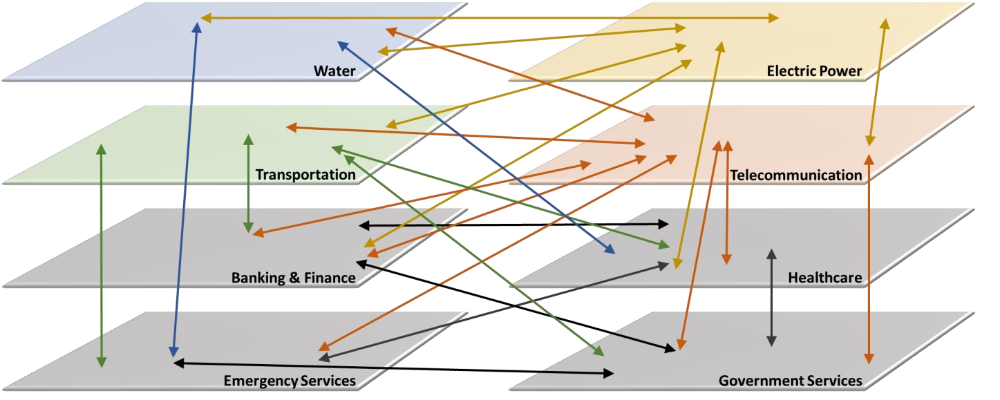 Water
Electric Power
Transportation
Telecommunication
Banking & Finance
Healthcare
Emergency Services
Government Services